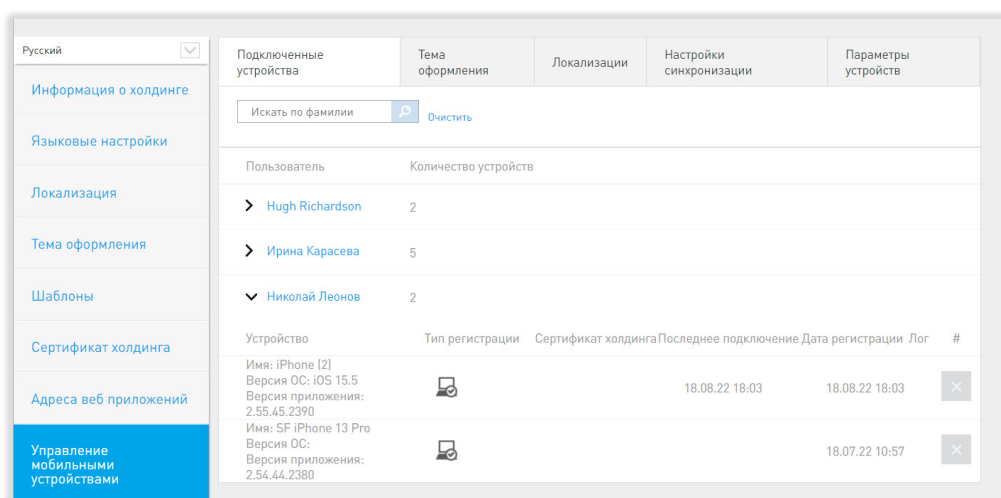 Русский
Информация о холдинге
Языковые настройки
Локализация
Тема оформления
Шаблоны
Сертификат холдинга
Адреса веб приложений
Управление
мобильными
устройствами
Подключенные
устройства
Тема
оформления
Локализации
Настройки
синхронизации
Параметры
устройств
Искать по фамилии
Очистить
Пользователь Количество устройств
Hugh Richardson 2
Ирина Карасева 5
Николай Леонов 2
Устройство Тип регистрации Сертификат холдинга Последнее подключение Дата регистрации Лог #
Имя: iPhone (2)
Версия ОС: iOS 15.5
Версия приложения:
2.55.45.2390
18.08.22 18:03 18.08.22 18:03
Имя: SF iPhone 13 Pro
Версия ОС:
Версия приложения:
2.54.44.2380
18.07.22 10:57